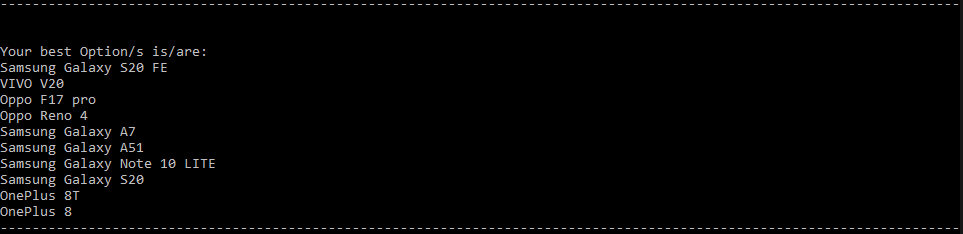 ------------------------------------------------------------------------------------------------------------------------
Your best Option/s is/are:
Samsung Galaxy S20 FE
VIVO V20
Oppo F17 pro
Oppo Reno 4
Samsung Galaxy A7
Samsung Galaxy A51
Samsung Galaxy Note 10 LITE
Samsung Galaxy S20
OnePlus 8T
OnePlus 8
------------------------------------------------------------------------------------------------------------------------